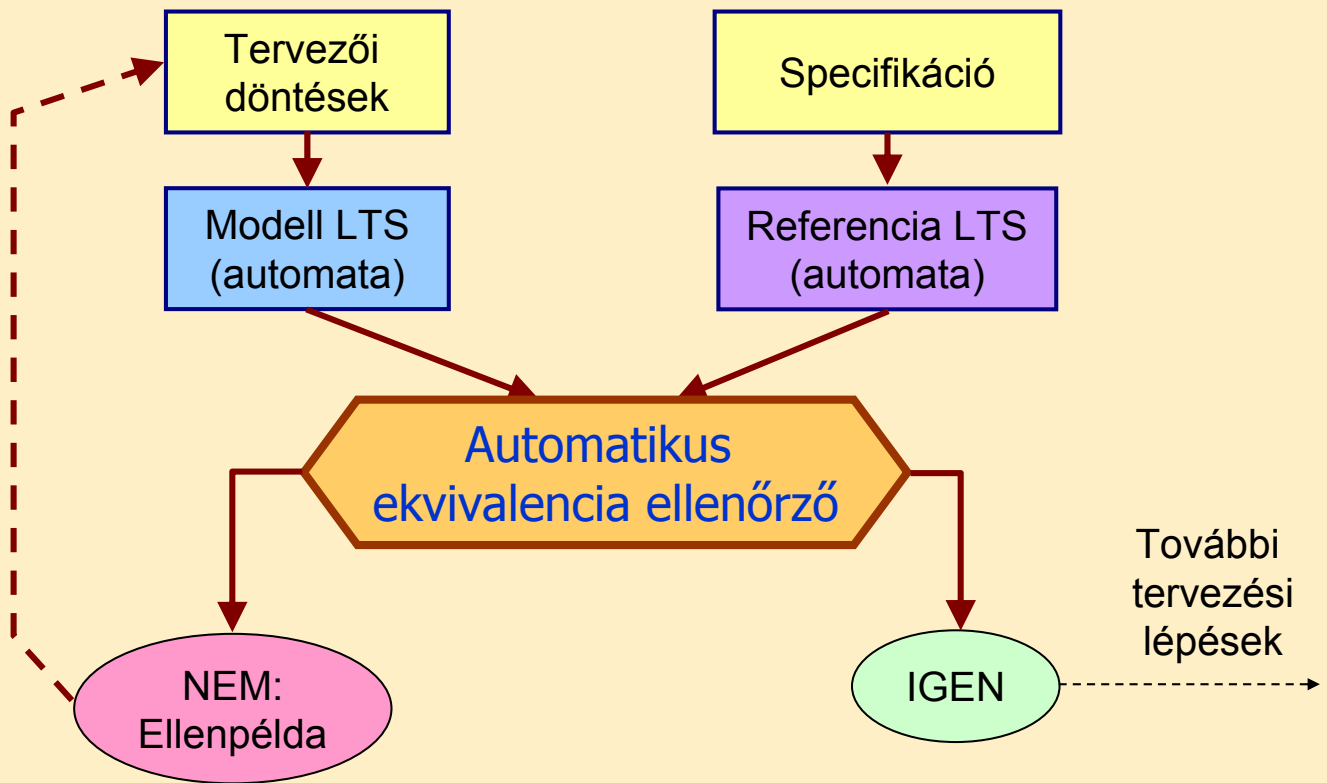 Tervezői
döntések
Specifikáció
Modell LTS
(automata)
Referencia LTS
(automata)
Automatikus
ekvivalencia ellenőrző
További
tervezési
lépések
NEM:
Ellenpélda
IGEN